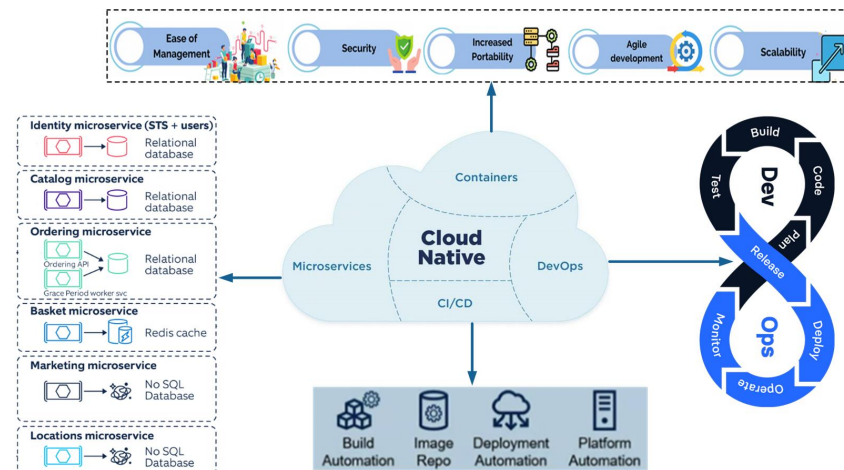 Ease of
Management
Security
Increased
Portability
Agile
development
Scalability
Identity microservice (STS + users)
Relational
database
Catalog microservice
Relational
database
Ordering microservice
Ordering API
Relational
database
Grace Period worker svc
Basket microservice
Redis cache
Marketing microservice
No SQL
Database
Locations microservice
No SQL
Database
Containers
Microservices
Cloud
Native
DevOps
CI/CD
Build
Automation
Image
Repo
Deployment
Automation
Platform
Automation
Dev
Plan
Code
Build
Test
Ops
Release
Deploy
Operate
Monitor